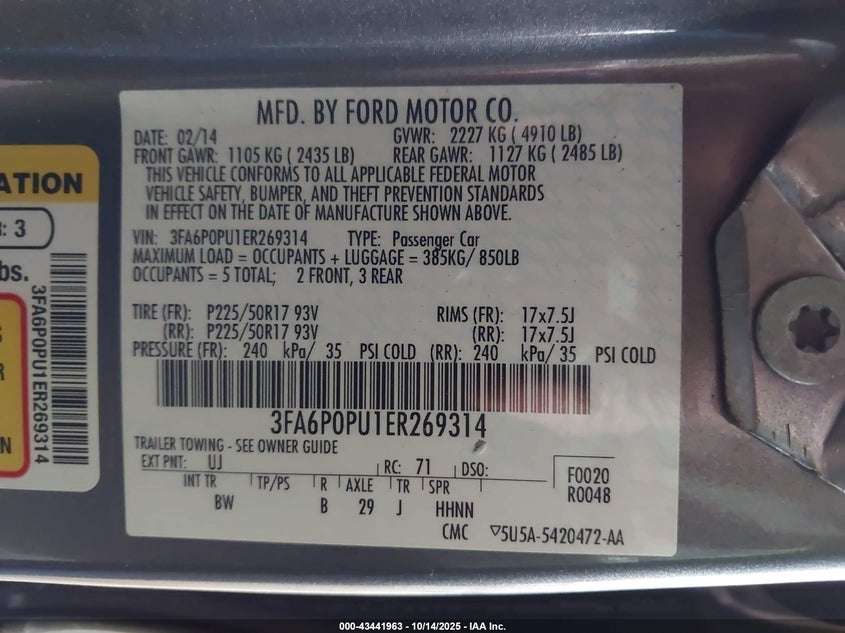 MFD. BY FORD MOTOR CO.
DATE: 02/14 GVWR: 2227 KG ( 4910 LB)
FRONT GAWR: 1105 KG ( 2435 LB) REAR GAWR: 1127 KG ( 2485 LB)
THIS VEHICLE CONFORMS TO ALL APPLICABLE FEDERAL MOTOR
VEHICLE SAFETY, BUMPER, AND THEFT PREVENTION STANDARDS
IN EFFECT ON THE DATE OF MANUFACTURE SHOWN ABOVE.
VIN: 3FA6P0PU1ER269314 TYPE: Passenger Car
MAXIMUM LOAD = OCCUPANTS + LUGGAGE = 385KG/ 850LB
OCCUPANTS = 5 TOTAL; 2 FRONT, 3 REAR
TIRE (FR): P225/50R17 93V RIMS (FR): 17x7.5J
(RR): P225/50R17 93V (RR): 17x7.5J
PRESSURE (FR): 240 kPa/ 35 PSI COLD (RR): 240 kPa/ 35 PSI COLD
3FA6P0PU1ER269314
TRAILER TOWING - SEE OWNER GUIDE
EXT PNT: UJ RC: 71 DSO:
INT TR TP/PS R AXLE TR SPR
BW B 29 J HHNN
F0020
R0048
CMC ▽5U5A-5420472-AA
ATION
: 3
bs.
S
R
N
3FA6P0PU1ER269314
000-43441963 | 10/14/2025 - IAA Inc.